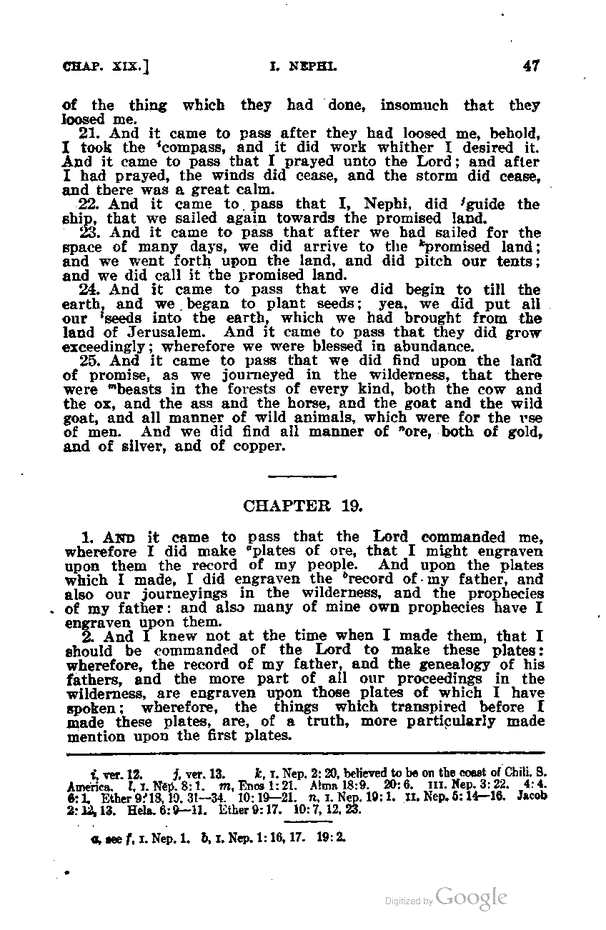 CHAP. XIX.] I. NEPHI. 47
of the thing which they had done, insomuch that they
loosed me.
21. And it came to pass after they had loosed me, behold,
I took the ⁱcompass, and it did work whither I desired it.
And it came to pass that I prayed unto the Lord; and after
I had prayed, the winds did cease, and the storm did cease,
and there was a great calm.
22. And it came to pass that I, Nephi, did ʲguide the
ship, that we sailed again towards the promised land.
23. And it came to pass that after we had sailed for the
space of many days, we did arrive to the ᵏpromised land;
and we went forth upon the land, and did pitch our tents;
and we did call it the promised land.
24. And it came to pass that we did begin to till the
earth, and we began to plant seeds; yea, we did put all
our ˡseeds into the earth, which we had brought from the
land of Jerusalem. And it came to pass that they did grow
exceedingly; wherefore we were blessed in abundance.
25. And it came to pass that we did find upon the land
of promise, as we journeyed in the wilderness, that there
were ᵐbeasts in the forests of every kind, both the cow and
the ox, and the ass and the horse, and the goat and the wild
goat, and all manner of wild animals, which were for the use
of men. And we did find all manner of ⁿore, both of gold,
and of silver, and of copper.
CHAPTER 19.
1. AND it came to pass that the Lord commanded me,
wherefore I did make ᵃplates of ore, that I might engraven
upon them the record of my people. And upon the plates
which I made, I did engraven the ᵇrecord of my father, and
also our journeyings in the wilderness, and the prophecies
of my father: and also many of mine own prophecies have I
engraven upon them.
2. And I knew not at the time when I made them, that I
should be commanded of the Lord to make these plates:
wherefore, the record of my father, and the genealogy of his
fathers, and the more part of all our proceedings in the
wilderness, are engraven upon those plates of which I have
spoken; wherefore, the things which transpired before I
made these plates, are, of a truth, more particularly made
mention upon the first plates.
i, ver. 12. j, ver. 13. k, I. Nep. 2:20, believed to be on the coast of Chili. S.
America. l, I. Nep. 8:1. m, Enos 1:21. Alma 18:9. 20:6. III. Nep. 3:22. 4:4.
6:1. Ether 9:18, 19. 31—34. 10:19—21. n, I. Nep. 19:1. II. Nep. 5:14—16. Jacob
2:12, 13. Hela. 6:9—11. Ether 9:17. 10:7, 12, 23.
a, see f, I. Nep. 1. b, I. Nep. 1:16, 17. 19:2.
Digitized by Google